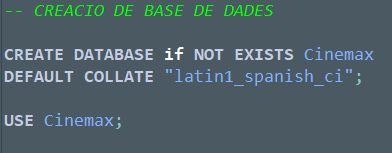 -- CREACIO DE BASE DE DADES
CREATE DATABASE if NOT EXISTS Cinemax
DEFAULT COLLATE "latin1_spanish_ci";
USE Cinemax;